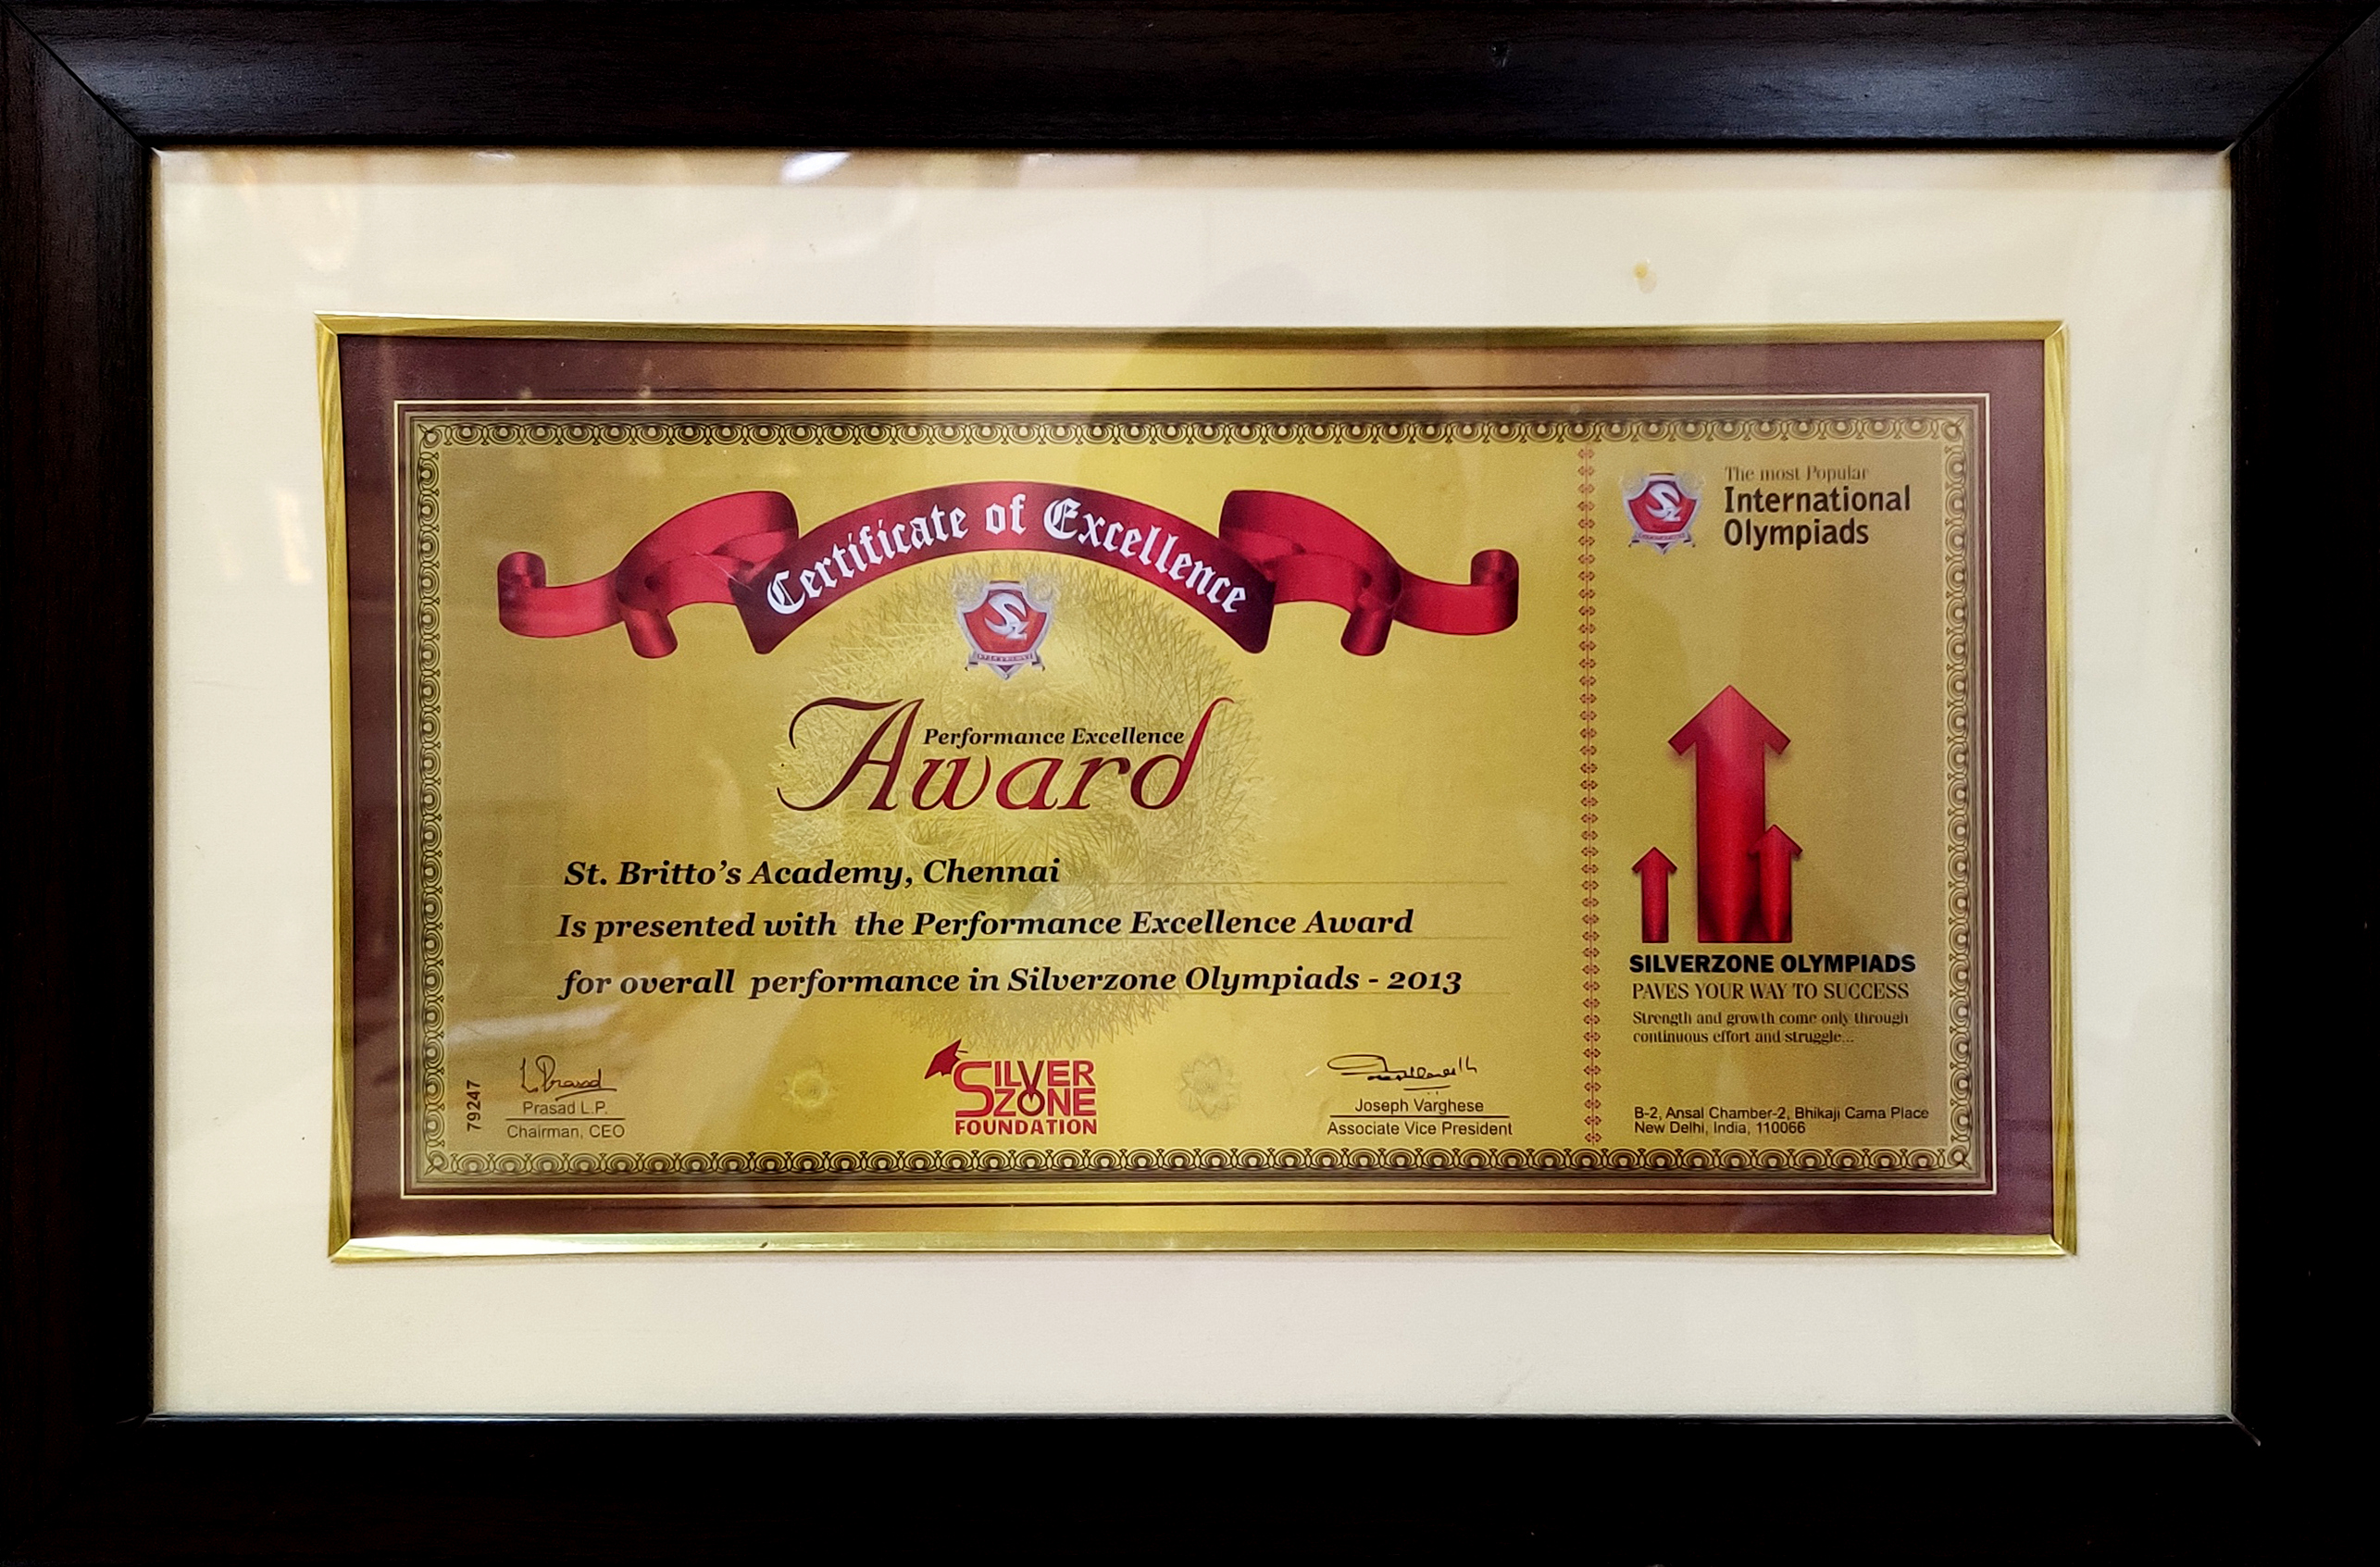 Certificate of Excellence
Performance Excellence
Award
St. Britto's Academy, Chennai
Is presented with the Performance Excellence Award
for overall performance in Silverzone Olympiads - 2013
79247
Prasad L.P.
Chairman, CEO
SILVER
ZONE
FOUNDATION
Joseph Varghese
Associate Vice President
The most Popular
International
Olympiads
SILVERZONE OLYMPIADS
PAVES YOUR WAY TO SUCCESS
Strength and growth come only through
continuous effort and struggle...
B-2, Ansal Chamber-2, Bhikaji Cama Place
New Delhi, India, 110066